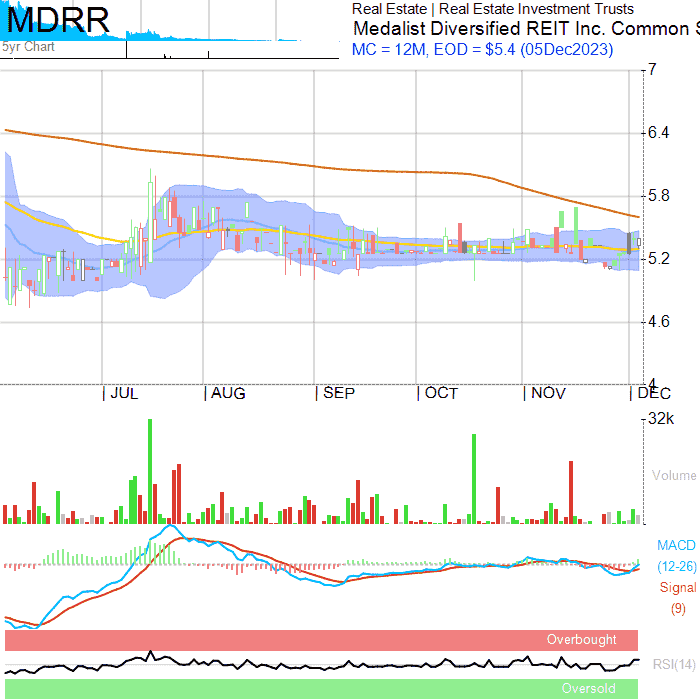 MDRR
5yr Chart
Real Estate | Real Estate Investment Trusts
Medalist Diversified REIT Inc. Common S
MC = 12M, EOD = $5.4 (05Dec2023)
7
6.4
5.8
5.2
4.6
4
JUL AUG SEP OCT NOV DEC
32k
Volume
MACD
(12-26)
Signal
(9)
Overbought
RSI(14)
Oversold